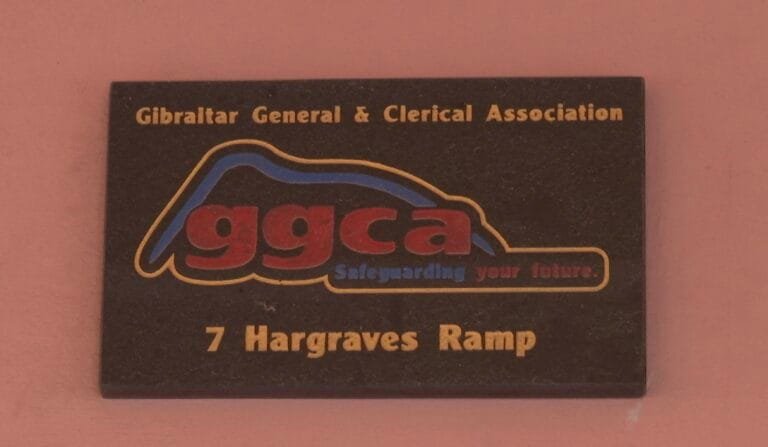 Gibraltar General & Clerical Association
ggca
Safeguarding your future.
7 Hargraves Ramp